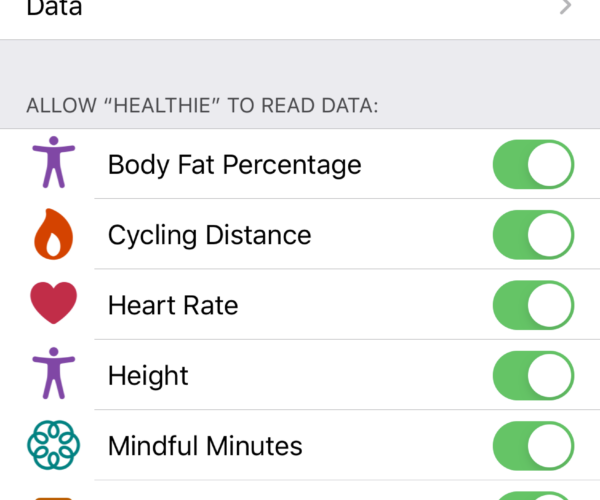 Data
ALLOW “HEALTHIE” TO READ DATA:
Body Fat Percentage
Cycling Distance
Heart Rate
Height
Mindful Minutes